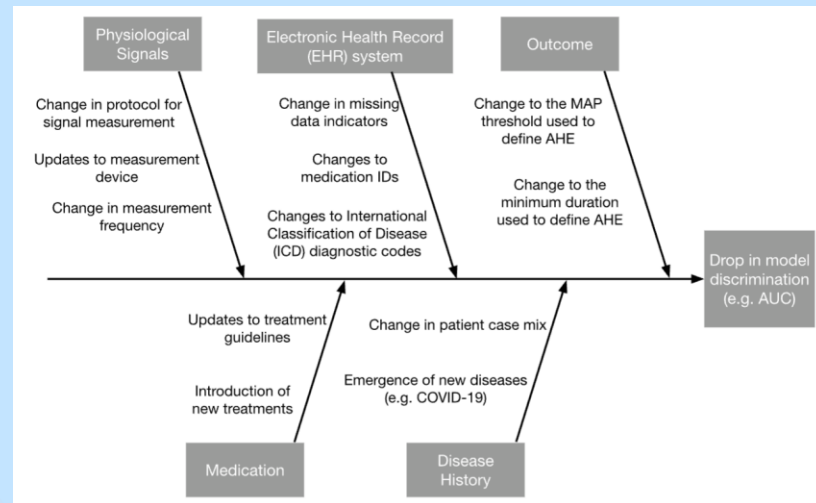 Physiological
Signals
Electronic Health Record
(EHR) system
Outcome
Change in protocol for
signal measurement
Updates to measurement
device
Change in measurement
frequency
Change in missing
data indicators
Changes to
medication IDs
Changes to International
Classification of Disease
(ICD) diagnostic codes
Change to the MAP
threshold used to
define AHE
Change to the
minimum duration
used to define AHE
Drop in model
discrimination
(e.g. AUC)
Updates to treatment
guidelines
Introduction of
new treatments
Change in patient case mix
Emergence of new diseases
(e.g. COVID-19)
Medication
Disease
History